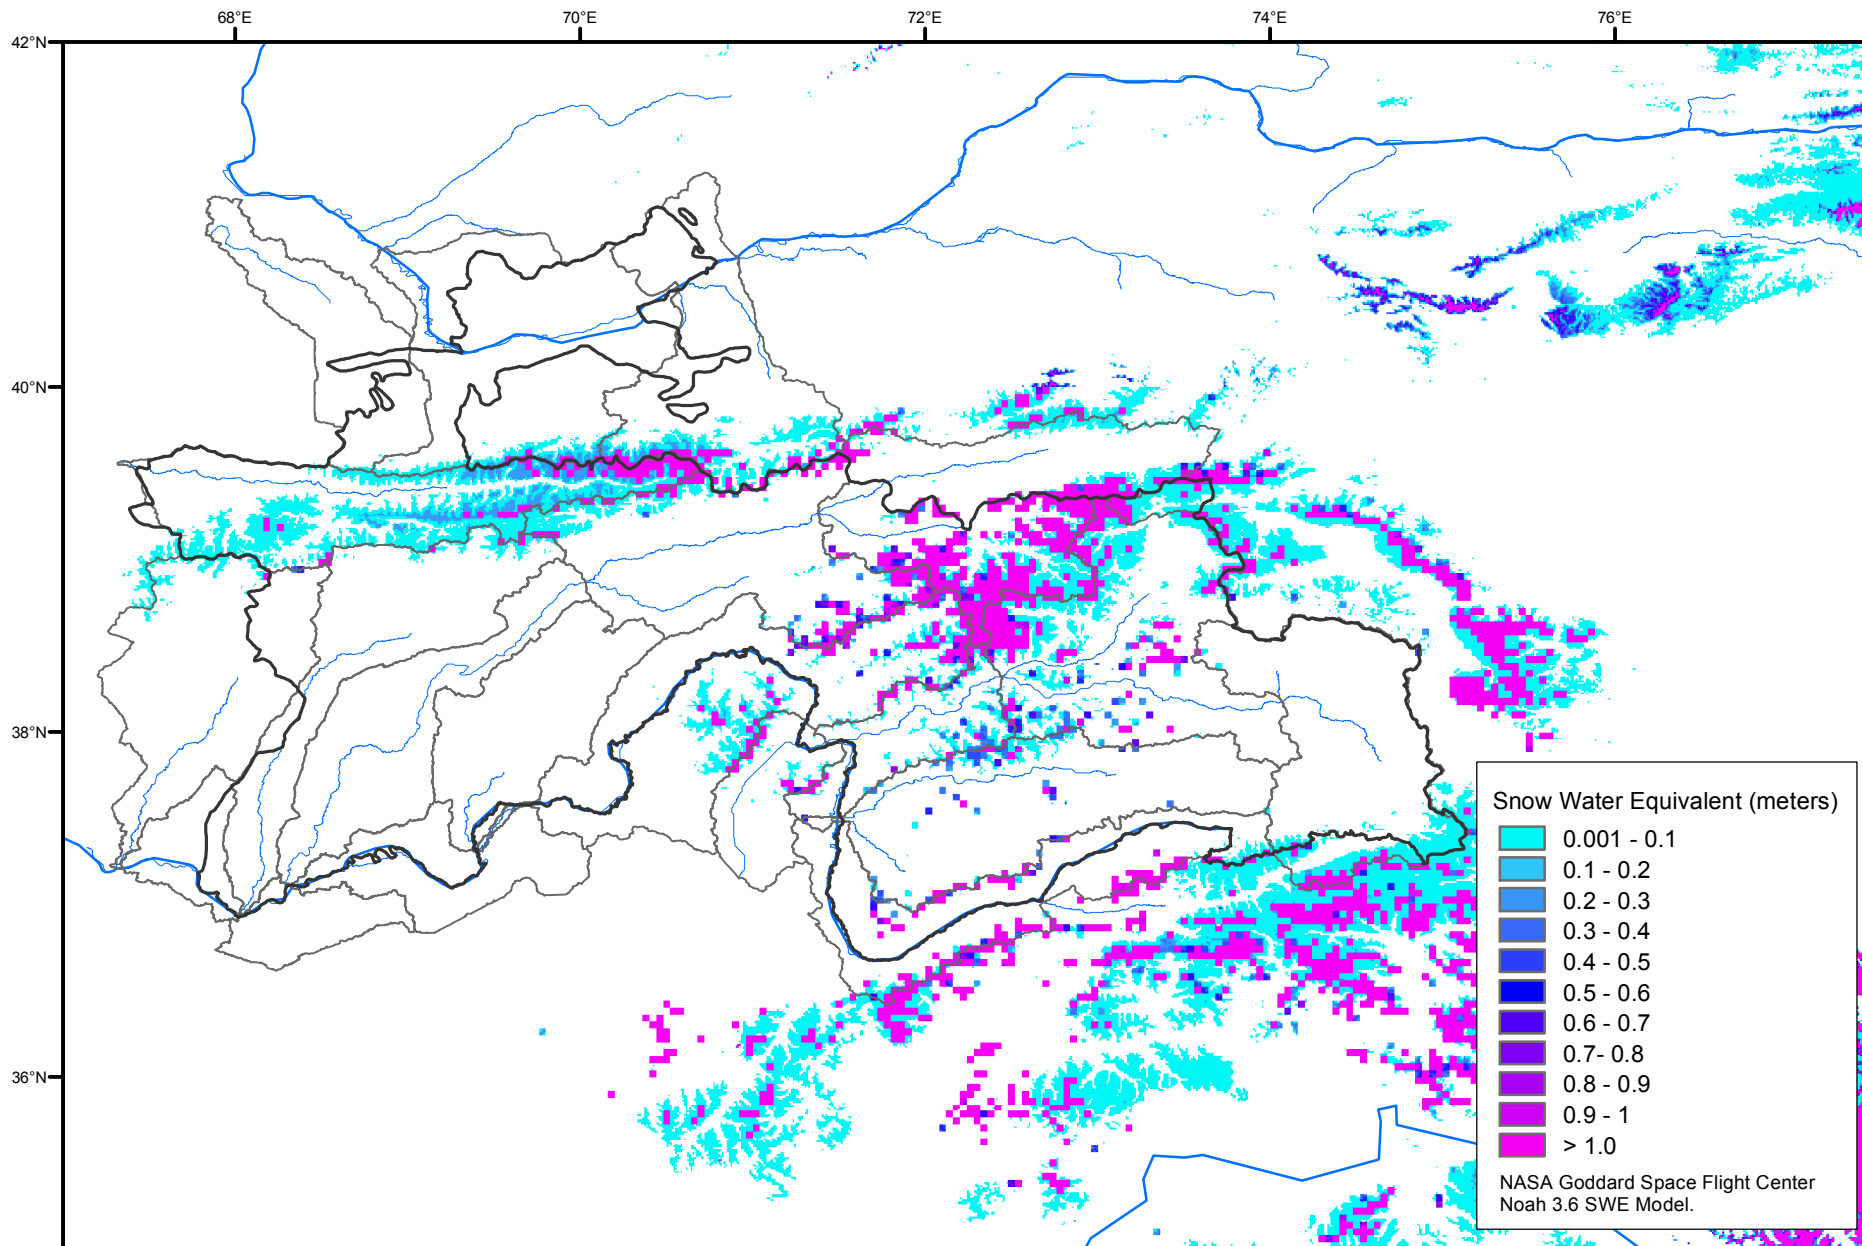 68°E
70°E
72°E
74°E
76°E
42°N
40°N
38°N
36°N
Snow Water Equivalent (meters)
0.001 - 0.1
0.1 - 0.2
0.2 - 0.3
0.3 - 0.4
0.4 - 0.5
0.5 - 0.6
0.6 - 0.7
0.7- 0.8
0.8 - 0.9
0.9 - 1
> 1.0
NASA Goddard Space Flight Center
Noah 3.6 SWE Model.